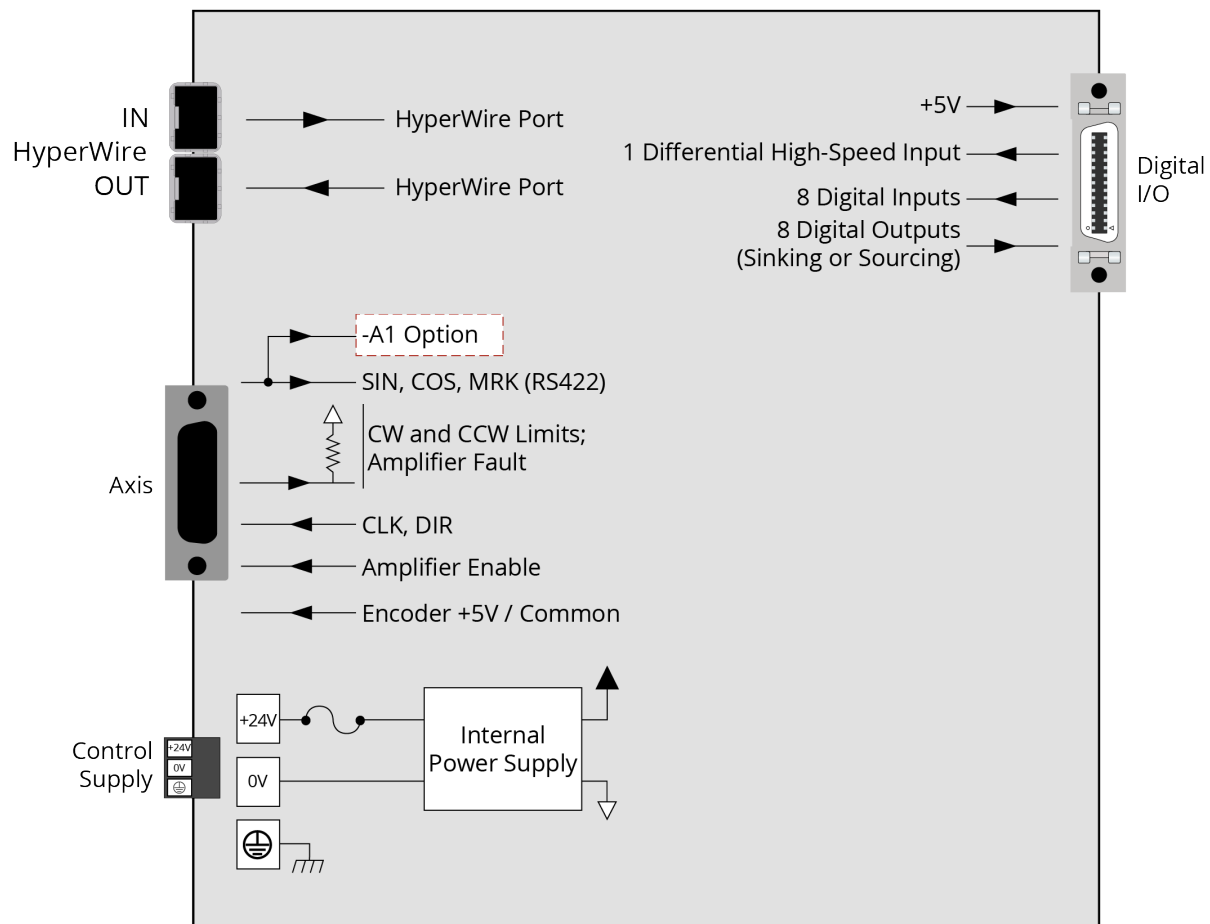 IN
HyperWire
OUT
HyperWire Port
HyperWire Port
+5V
1 Differential High-Speed Input
8 Digital Inputs
8 Digital Outputs
(Sinking or Sourcing)
Digital
I/O
-A1 Option
SIN, COS, MRK (RS422)
CW and CCW Limits;
Amplifier Fault
Axis
CLK, DIR
Amplifier Enable
Encoder +5V / Common
Control
Supply
+24V
0V
+24V
0V
Internal
Power Supply